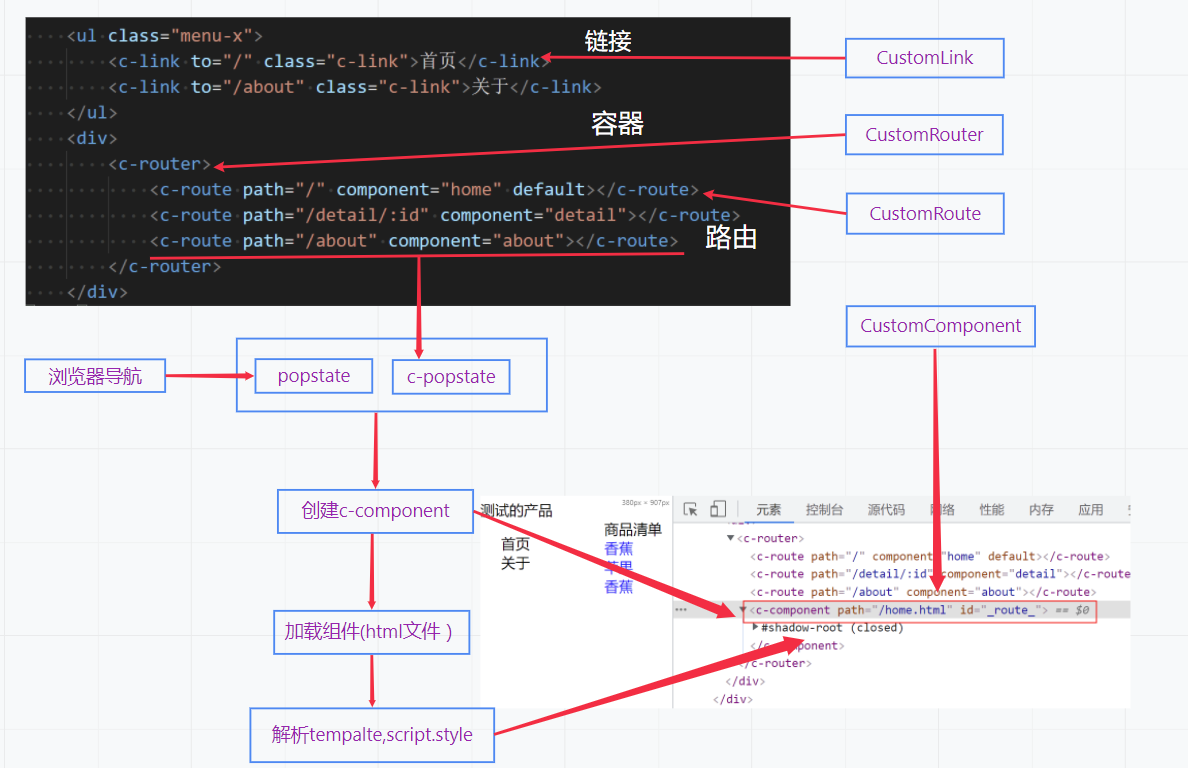 <ul class="menu-x">
<c-link to="/" class="c-link">首页</c-link>
<c-link to="/about" class="c-link">关于</c-link>
</ul>
<div>
<c-router>
<c-route path="/" component="home" default></c-route>
<c-route path="/detail/:id" component="detail"></c-route>
<c-route path="/about" component="about"></c-route>
</c-router>
</div>
链接
容器
路由
CustomLink
CustomRouter
CustomRoute
CustomComponent
浏览器导航
popstate
c-popstate
创建c-component
加载组件(html文件 )
解析tempalte,script.style
测试的产品
380px × 907px
首页
关于
商品清单
香蕉
苹果
香蕉
元素 控制台 源代码 网络 性能 内存 应用
<c-router>
<c-route path="/" component="home" default></c-route>
<c-route path="/detail/:id" component="detail"></c-route
<c-route path="/about" component="about"></c-route>
<c-component path="/home.html" id="_route_"> == $0
#shadow-root (closed)
</c-component>
</c-router>
</div>
</div>